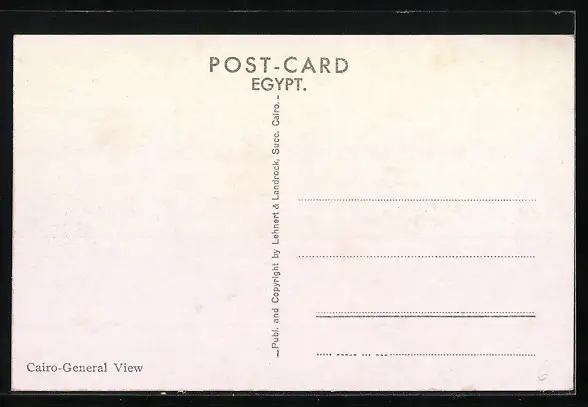 POST-CARD
EGYPT.
Publ. and Copyright by Lehnert & Landrock, Succ. Cairo.
Cairo-General View